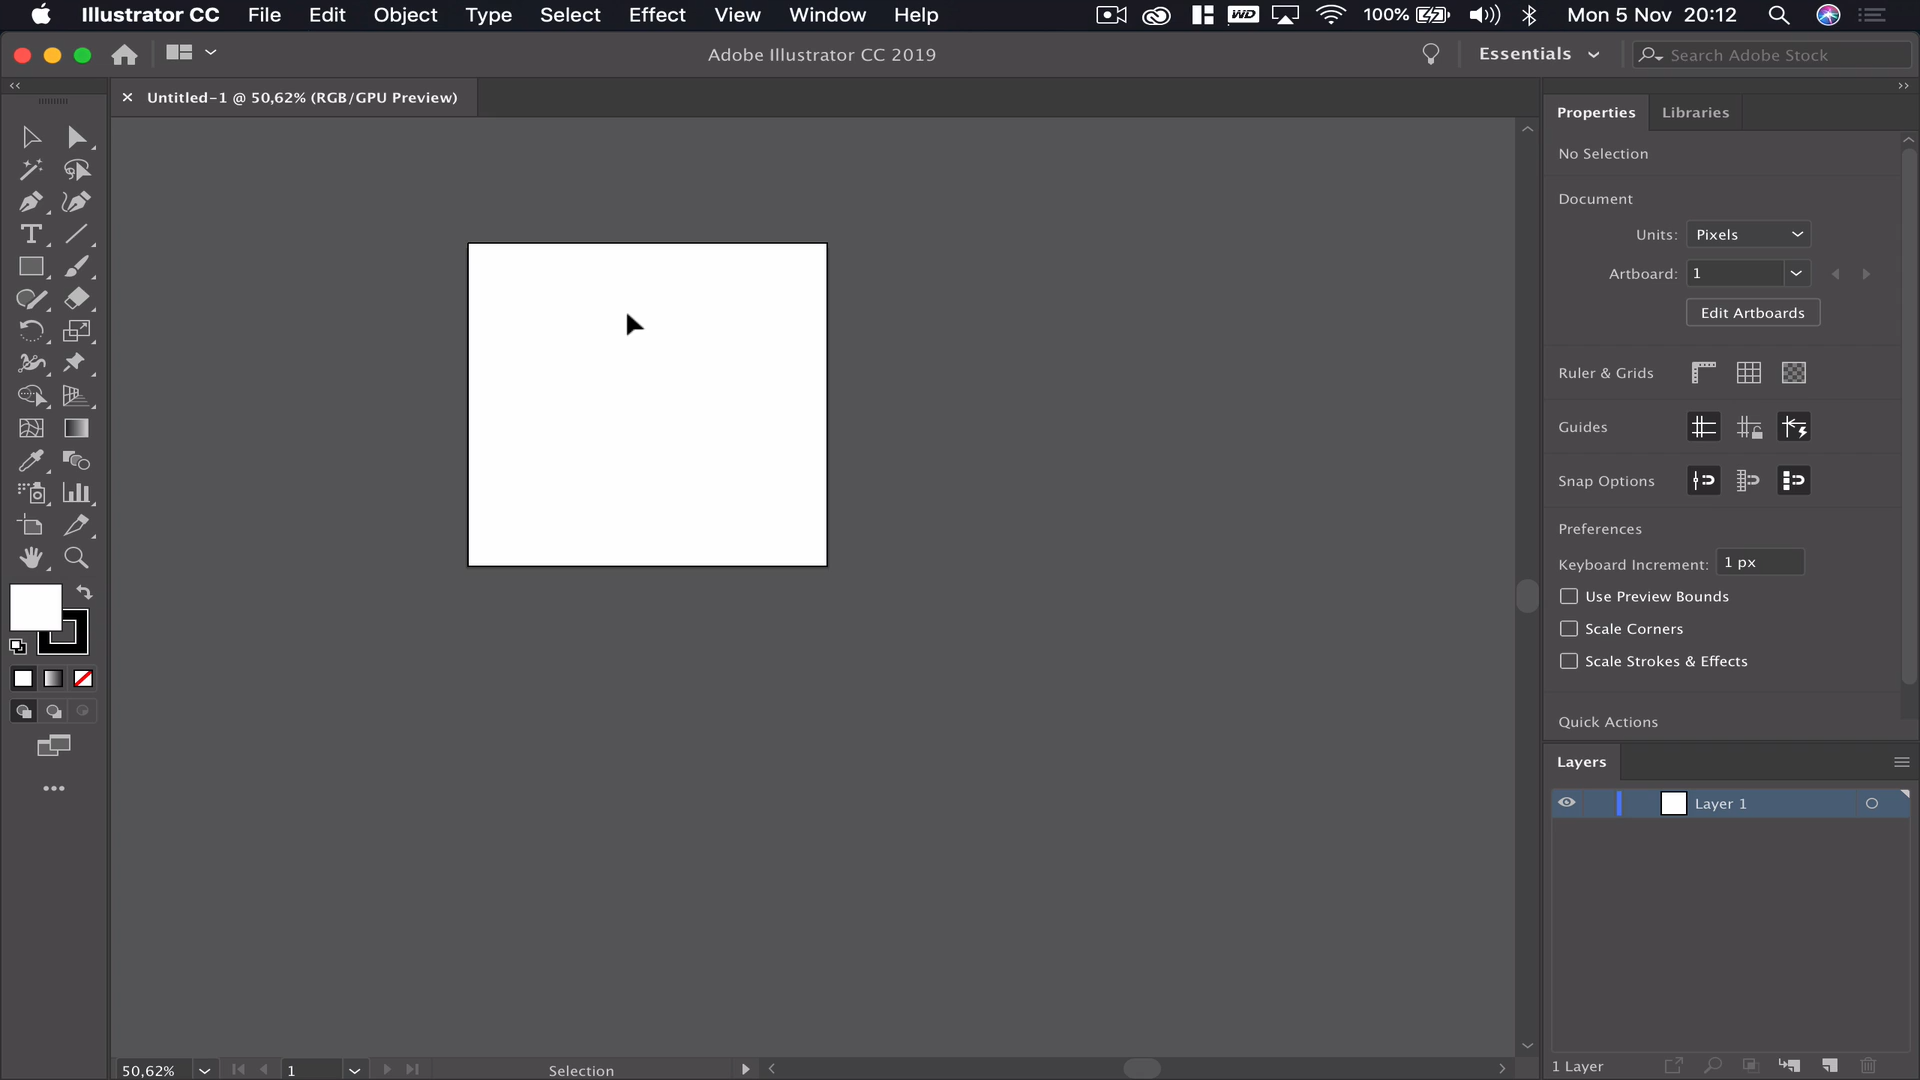 Illustrator CC File Edit Object Type Select Effect View Window Help WD 100% Mon 5 Nov 20:12
Adobe Illustrator CC 2019 Essentials Search Adobe Stock
Untitled-1 @ 50,62% (RGB/GPU Preview)
Properties Libraries
No Selection
Document
Units: Pixels
Artboard: 1
Edit Artboards
Ruler & Grids
Guides
Snap Options
Preferences
Keyboard Increment: 1 px
Use Preview Bounds
Scale Corners
Scale Strokes & Effects
Quick Actions
Layers
Layer 1
50,62% 1 Selection 1 Layer